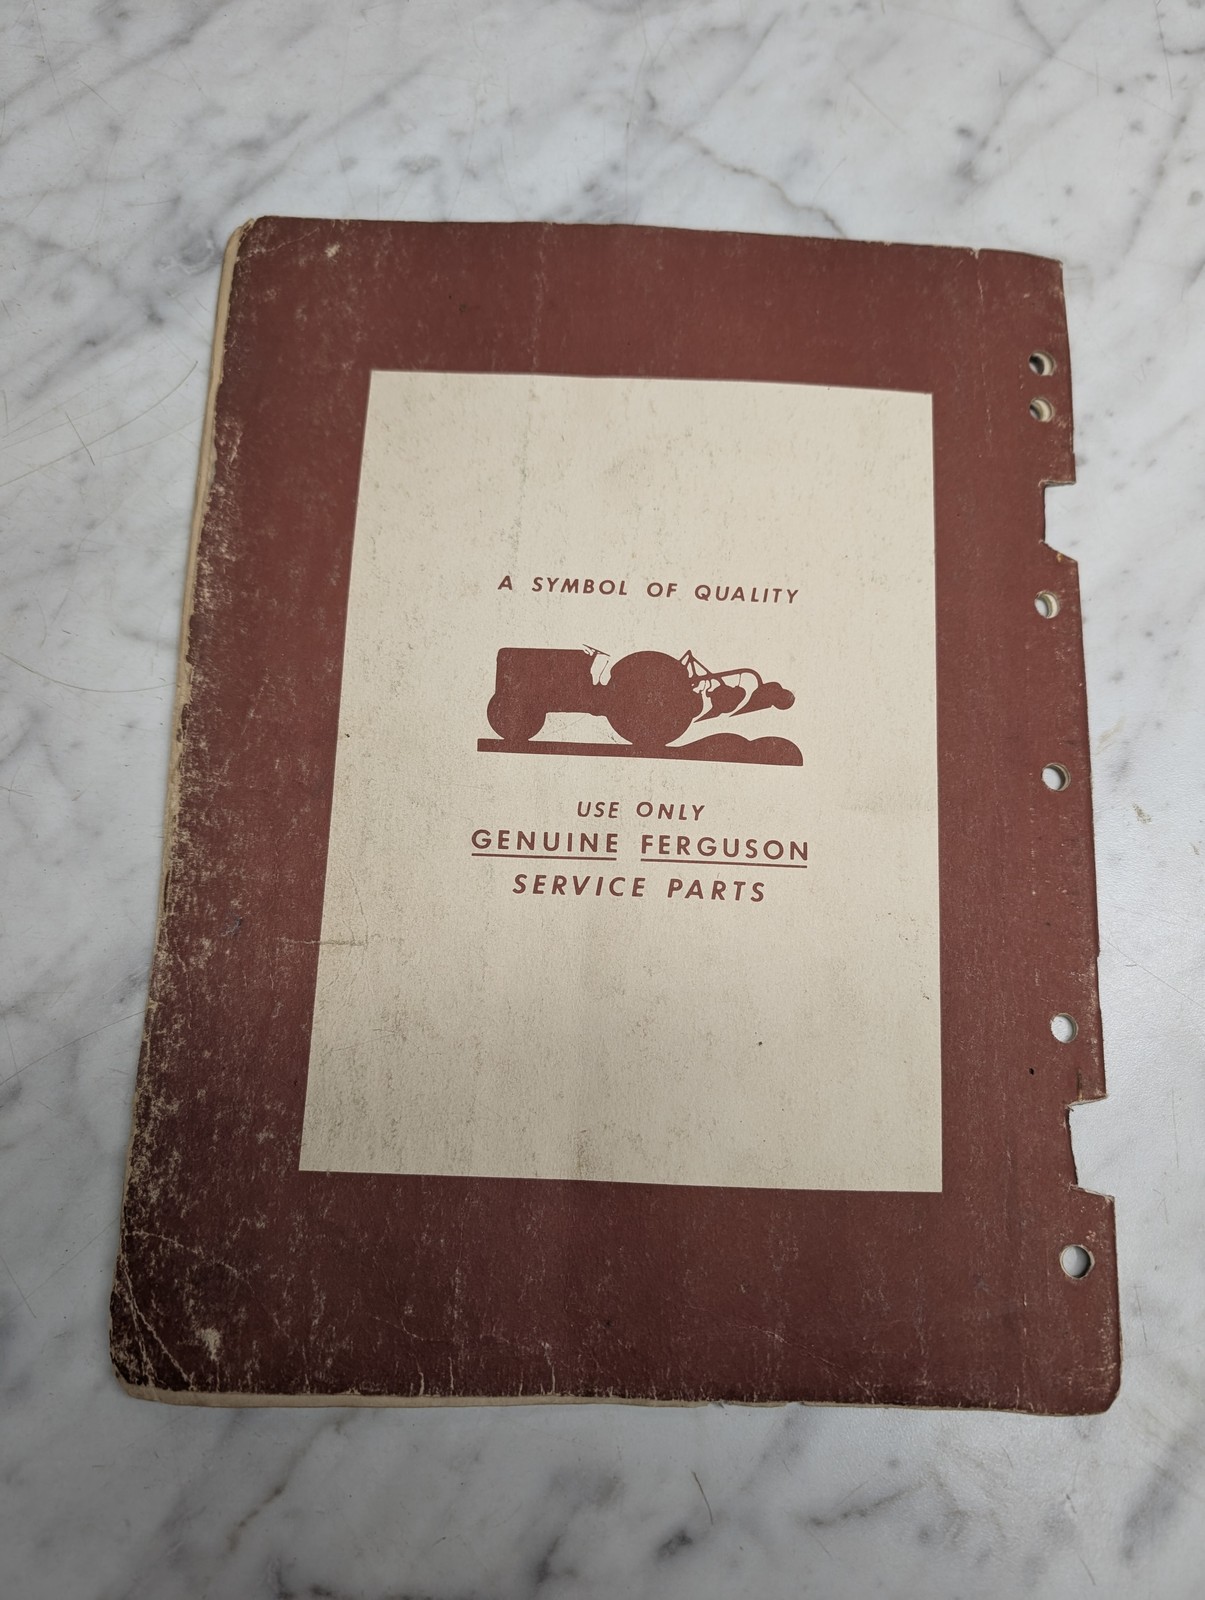 A SYMBOL OF QUALITY
USE ONLY
GENUINE FERGUSON
SERVICE PARTS